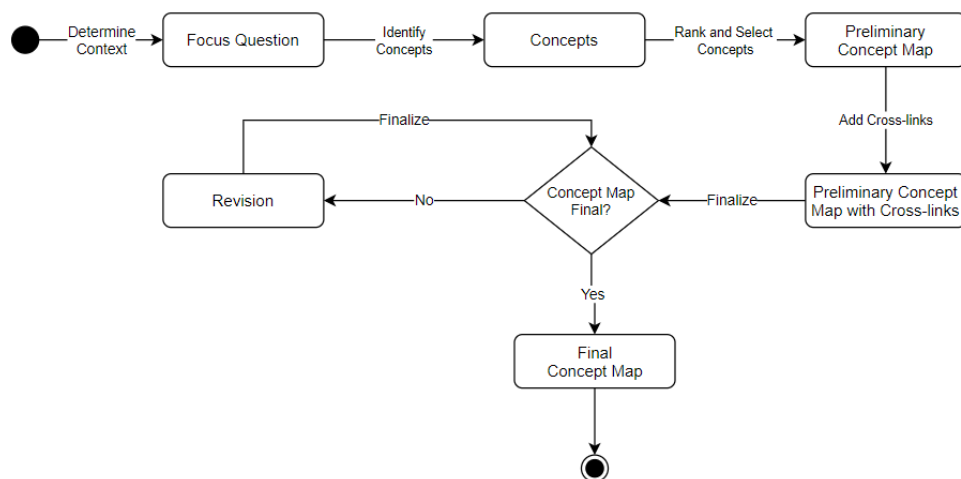 Determine
Context
Focus Question
Identify
Concepts
Concepts
Rank and Select
Concepts
Preliminary
Concept Map
Add Cross-links
Preliminary Concept
Map with Cross-links
Finalize
Concept Map
Final?
No
Revision
Finalize
Yes
Final
Concept Map